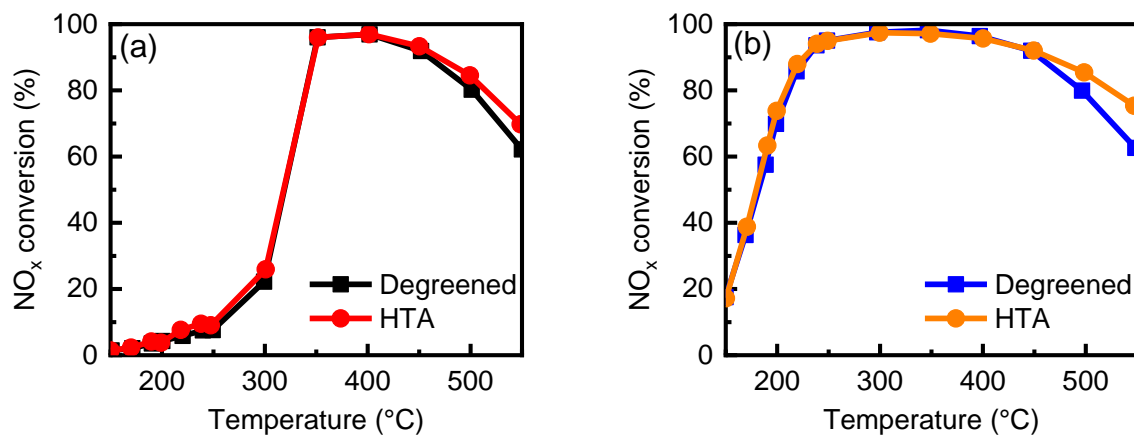 (a)
NOx conversion (%)
100
80
60
40
20
0
Degreened
HTA
200 300 400 500
Temperature (°C)
(b)
NOx conversion (%)
100
80
60
40
20
0
Degreened
HTA
200 300 400 500
Temperature (°C)